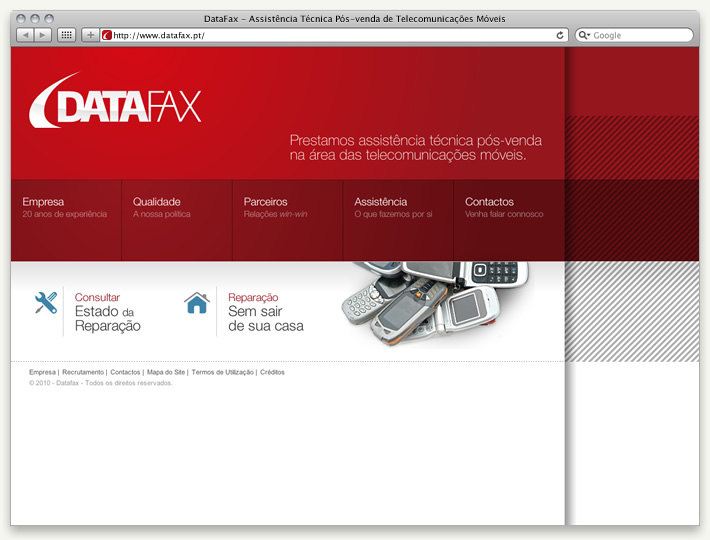 DataFax - Assistência Técnica Pós-venda de Telecomunicações Móveis
http://www.datafax.pt/
Google
DATAFAX
Prestamos assistência técnica pós-venda
na área das telecomunicações móveis.
Empresa
20 anos de experiência
Qualidade
A nossa política
Parceiros
Relações win-win
Assistência
O que fazemos por si
Contactos
Venha falar connosco
Consultar
Estado da
Reparação
Reparação
Sem sair
de sua casa
Empresa | Recrutamento | Contactos | Mapa do Site | Termos de Utilização | Créditos
© 2010 - Datafax - Todos os direitos reservados.